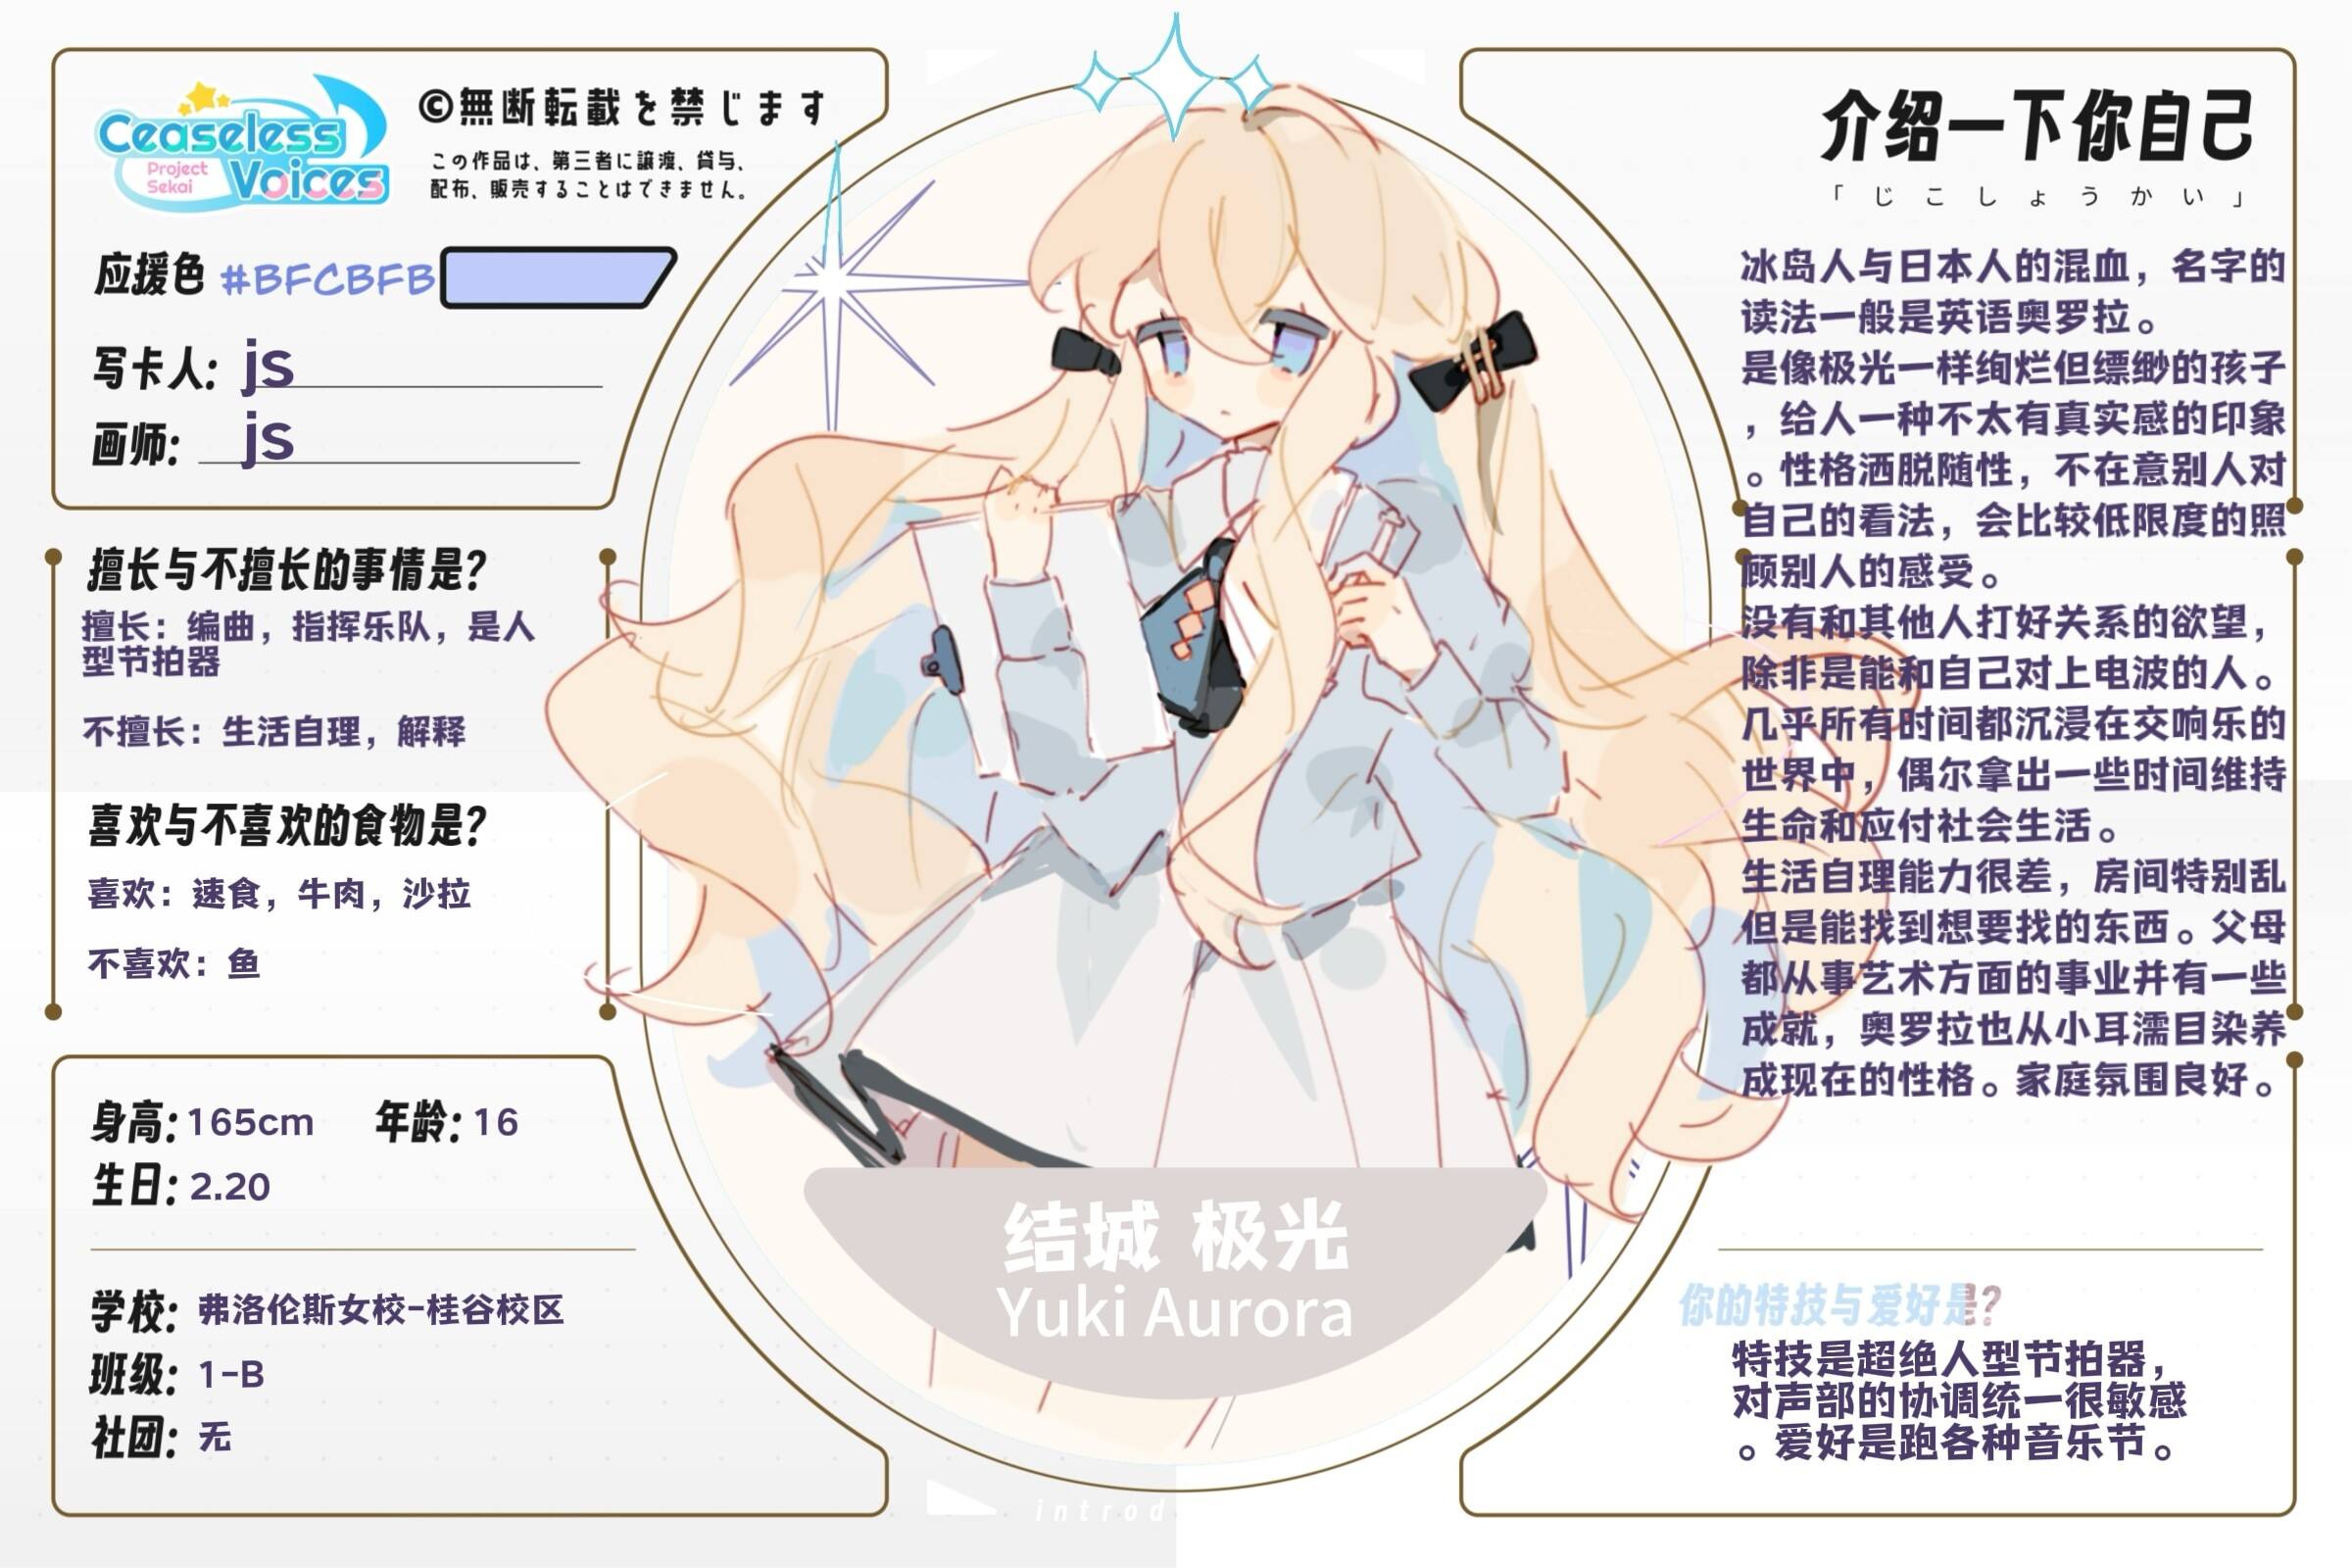 Ceaseless
Project
Sekai
Voices
©無断転載を禁じます
この作品は、第三者に譲渡、貸与、
配布、販売することはできません。
应援色 #BFCBFB
写卡人: js
画师: js
擅长与不擅长的事情是?
擅长：编曲，指挥乐队，是人
型节拍器
不擅长：生活自理，解释
喜欢与不喜欢的食物是?
喜欢：速食，牛肉，沙拉
不喜欢：鱼
身高: 165cm 年龄: 16
生日: 2.20
学校: 弗洛伦斯女校-桂谷校区
班级: 1-B
社团: 无
结城 极光
Yuki Aurora
introd
介绍一下你自己
「じこしょうかい」
冰岛人与日本人的混血，名字的
读法一般是英语奥罗拉。
是像极光一样绚烂但缥缈的孩子
，给人一种不太有真实感的印象
。性格洒脱随性，不在意别人对
自己的看法，会比较低限度的照
顾别人的感受。
没有和其他人打好关系的欲望，
除非是能和自己对上电波的人。
几乎所有时间都沉浸在交响乐的
世界中，偶尔拿出一些时间维持
生命和应付社会生活。
生活自理能力很差，房间特别乱
但是能找到想要找的东西。父母
都从事艺术方面的事业并有一些
成就，奥罗拉也从小耳濡目染养
成现在的性格。家庭氛围良好。
你的特技与爱好是?
特技是超绝人型节拍器，
对声部的协调统一很敏感
。爱好是跑各种音乐节。